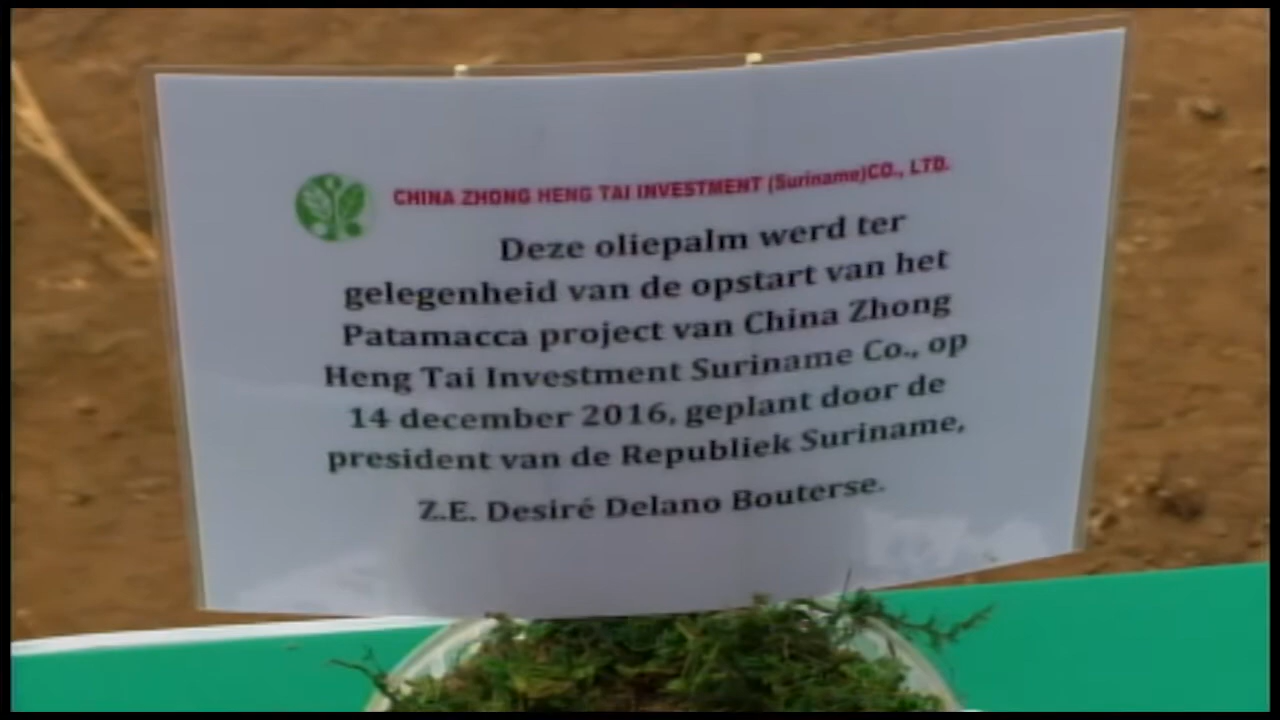 CHINA ZHONG HENG TAI INVESTMENT (Suriname)CO., LTD.
Deze oliepalm werd ter
gelegenheid van de opstart van het
Patamacca project van China Zhong
Heng Tai Investment Suriname Co., op
14 december 2016, geplant door de
president van de Republiek Suriname,
Z.E. Desiré Delano Bouterse.